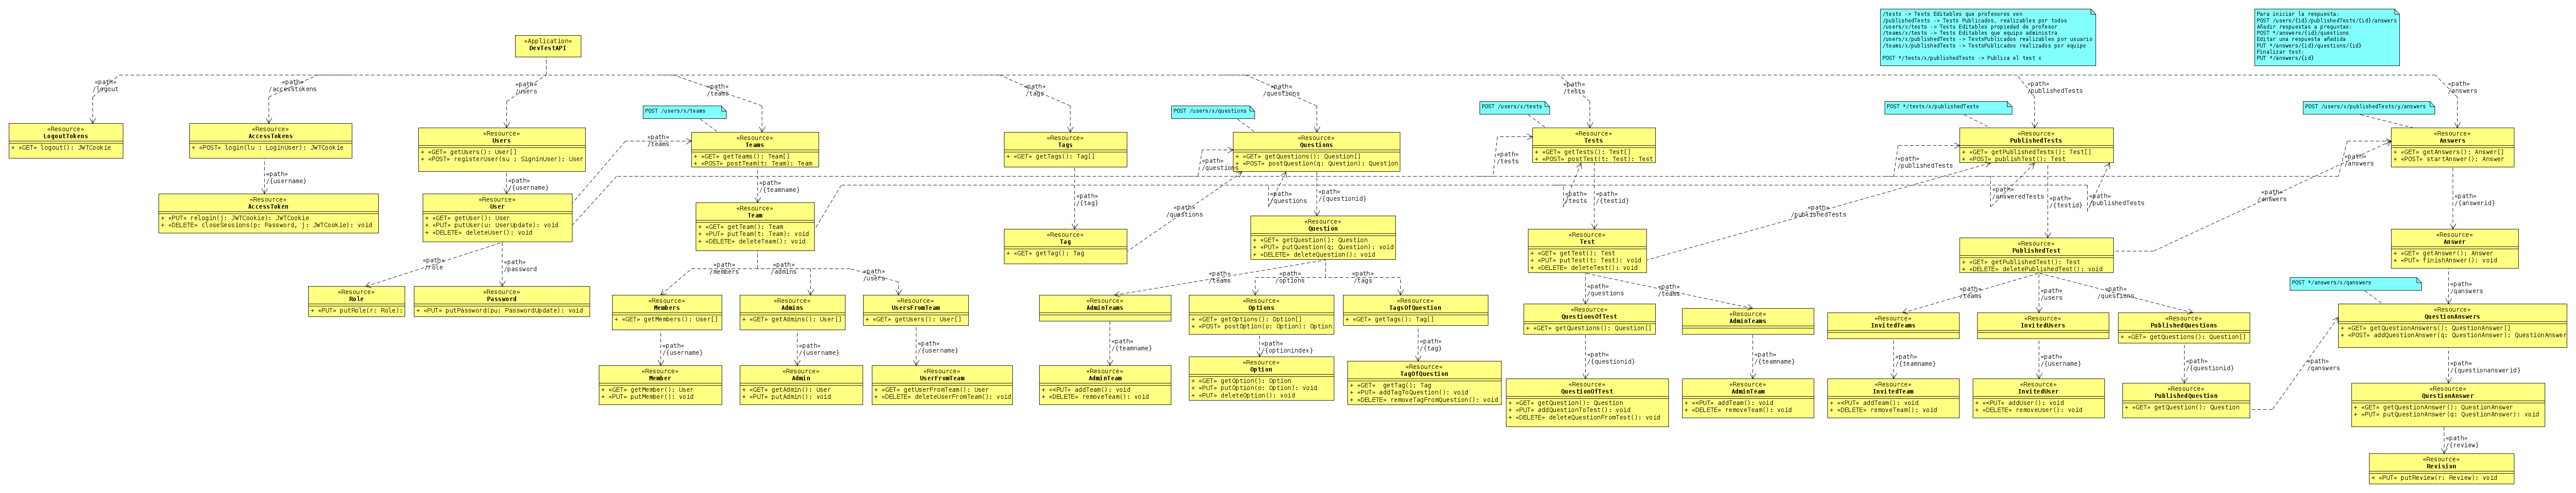 /tests -> Tests Editables que profesores ven
/publishedTests -> Tests Publicados, realizables por todos
/users/x/tests -> Tests Editables propiedad de profesor
/teams/x/tests -> Tests Editables que equipo administra
/users/x/publishedTests -> TestsPublicados realizables por usuario
/teams/x/publishedTests -> TestsPublicados realizados por equipo
POST */tests/x/publishedTests -> Publica el test x
Para iniciar la respuesta:
POST /users/{id}/publishedTests/{id}/answers
Añadir respuestas a preguntas:
POST */answers/{id}/questions
Editar una respuesta añadida
PUT */answers/{id}/questions/{id}
Finalizar test:
PUT */answers/{id}
«Application»
DevTestAPI
«path»
/logout
«path»
/accesstokens
«path»
/users
«path»
/teams
«path»
/tags
«path»
/questions
«path»
/tests
«path»
/publishedTests
«path»
/answers
POST /users/x/teams
POST /users/x/questions
POST /users/x/tests
POST */tests/x/publishedTests
POST /users/x/publishedTests/y/answers
«Resource»
LogoutTokens
+ «GET» logout(): JWTCookie
«Resource»
AccessTokens
+ «POST» login(lu : LoginUser): JWTCookie
«Resource»
Users
+ «GET» getUsers(): User[]
+ «POST» registerUser(su : SigninUser): User
«path»
/teams
«Resource»
Teams
+ «GET» getTeams(): Team[]
+ «POST» postTeam(t: Team): Team
«Resource»
Tags
+ «GET» getTags(): Tag[]
«path»
/questions
«Resource»
Questions
+ «GET» getQuestions(): Question[]
+ «POST» postQuestion(q: Question): Question
«path»
/tests
«Resource»
Tests
+ «GET» getTests(): Test[]
+ «POST» postTest(t: Test): Test
«path»
/publishedTests
«Resource»
PublishedTests
+ «GET» getPublishedTests(): Test[]
+ «POST» publishTest(): Test
«path»
/answers
«Resource»
Answers
+ «GET» getAnswers(): Answer[]
+ «POST» startAnswer(): Answer
«path»
/{username}
«path»
/{username}
«path»
/{teamname}
«path»
/{tag}
«path»
/questions
«path»
/questions
«path»
/{questionid}
«path»
/tests
«path»
/{testid}
«path»
/publishedTests
«path»
/answeredTests
«path»
/{testid}
«path»
/publishedTests
«path»
/answers
«path»
/{answerid}
«Resource»
AccessToken
+ «PUT» relogin(j: JWTCookie): JWTCookie
+ «DELETE» closeSessions(p: Password, j: JWTCookie): void
«Resource»
User
+ «GET» getUser(): User
+ «PUT» putUser(u: UserUpdate): void
+ «DELETE» deleteUser(): void
«Resource»
Team
+ «GET» getTeam(): Team
+ «PUT» putTeam(t: Team): void
+ «DELETE» deleteTeam(): void
«Resource»
Tag
+ «GET» getTag(): Tag
«Resource»
Question
+ «GET» getQuestion(): Question
+ «PUT» putQuestion(q: Question): void
+ «DELETE» deleteQuestion(): void
«Resource»
Test
+ «GET» getTest(): Test
+ «PUT» putTest(t: Test): void
+ «DELETE» deleteTest(): void
«Resource»
PublishedTest
+ «GET» getPublishedTest(): Test
+ «DELETE» deletePublishedTest(): void
«Resource»
Answer
+ «GET» getAnswer(): Answer
+ «PUT» finishAnswer(): void
«path»
/role
«path»
/password
«path»
/members
«path»
/admins
«path»
/users
«path»
/teams
«path»
/options
«path»
/tags
«path»
/questions
«path»
/teams
«path»
/teams
«path»
/users
«path»
/questions
«path»
/qanswers
POST */answers/x/qanswers
«Resource»
Role
+ «PUT» putRole(r: Role):
«Resource»
Password
+ «PUT» putPassword(pu: PasswordUpdate): void
«Resource»
Members
+ «GET» getMembers(): User[]
«Resource»
Admins
+ «GET» getAdmins(): User[]
«Resource»
UsersFromTeam
+ «GET» getUsers(): User[]
«Resource»
AdminTeams
«Resource»
Options
+ «GET» getOptions(): Option[]
+ «POST» postOption(o: Option): Option
«Resource»
TagsOfQuestion
+ «GET» getTags(): Tag[]
«Resource»
QuestionsOfTest
+ «GET» getQuestions(): Question[]
«Resource»
AdminTeams
«Resource»
InvitedTeams
«Resource»
InvitedUsers
«Resource»
PublishedQuestions
+ «GET» getQuestions(): Question[]
«Resource»
QuestionAnswers
+ «GET» getQuestionAnswers(): QuestionAnswer[]
+ «POST» addQuestionAnswer(q: QuestionAnswer): QuestionAnswer
«path»
/{username}
«path»
/{username}
«path»
/{username}
«path»
/{teamname}
«path»
/{optionindex}
«path»
/{tag}
«path»
/{questionid}
«path»
/{teamname}
«path»
/{teamname}
«path»
/{username}
«path»
/{questionid}
«path»
/qanswers
«path»
/{questionanswerid}
«Resource»
Member
+ «GET» getMember(): User
+ «PUT» putMember(): void
«Resource»
Admin
+ «GET» getAdmin(): User
+ «PUT» putAdmin(): void
«Resource»
UserFromTeam
+ «GET» getUserFromTeam(): User
+ «DELETE» deleteUserFromTeam(): void
«Resource»
AdminTeam
+ «<PUT» addTeam(): void
+ «DELETE» removeTeam(): void
«Resource»
Option
+ «GET» getOption(): Option
+ «PUT» putOption(o: Option): void
+ «PUT» deleteOption(): void
«Resource»
TagOfQuestion
+ «GET»  getTag(): Tag
+ «PUT» addTagToQuestion(): void
+ «DELETE» removeTagFromQuestion(): void
«Resource»
QuestionOfTest
+ «GET» getQuestion(): Question
+ «PUT» addQuestionToTest(): void
+ «DELETE» deleteQuestionFromTest(): void
«Resource»
AdminTeam
+ «<PUT» addTeam(): void
+ «DELETE» removeTeam(): void
«Resource»
InvitedTeam
+ «<PUT» addTeam(): void
+ «DELETE» removeTeam(): void
«Resource»
InvitedUser
+ «<PUT» addUser(): void
+ «DELETE» removeUser(): void
«Resource»
PublishedQuestion
+ «GET» getQuestion(): Question
«Resource»
QuestionAnswer
+ «GET» getQuestionAnswer(): QuestionAnswer
+ «PUT» putQuestionAnswer(q: QuestionAnswer): void
«path»
/{review}
«Resource»
Revision
+ «PUT» putReview(r: Review): void